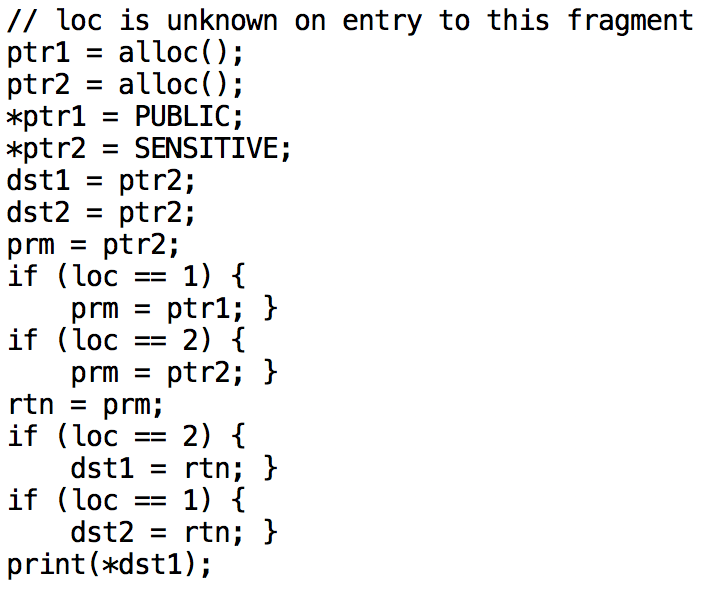 // loc is unknown on entry to this fragment
ptr1 = alloc();
ptr2 = alloc();
*ptr1 = PUBLIC;
*ptr2 = SENSITIVE;
dst1 = ptr2;
dst2 = ptr2;
prm = ptr2;
if (loc == 1) {
    prm = ptr1; }
if (loc == 2) {
    prm = ptr2; }
rtn = prm;
if (loc == 2) {
    dst1 = rtn; }
if (loc == 1) {
    dst2 = rtn; }
print(*dst1);